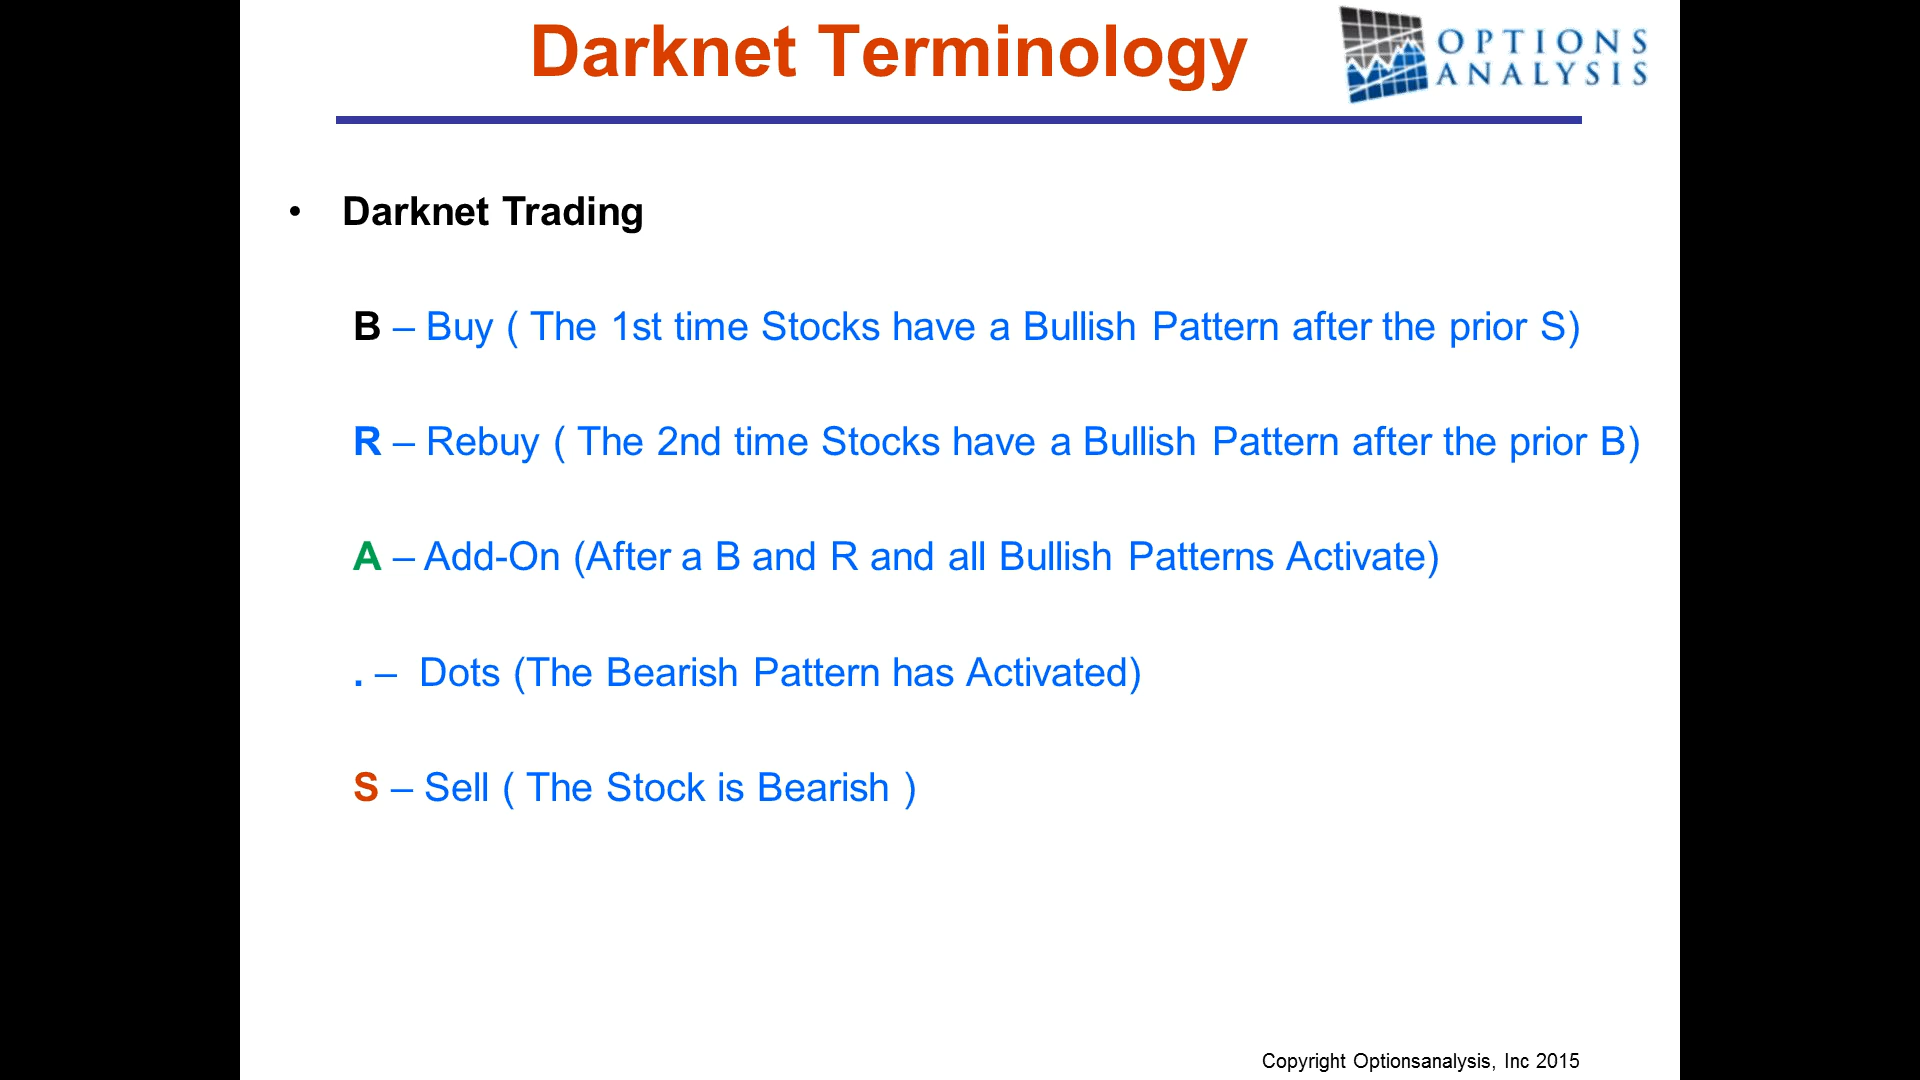 Darknet Terminology
OPTIONS
ANALYSIS
• Darknet Trading
B – Buy ( The 1st time Stocks have a Bullish Pattern after the prior S)
R – Rebuy ( The 2nd time Stocks have a Bullish Pattern after the prior B)
A – Add-On (After a B and R and all Bullish Patterns Activate)
. – Dots (The Bearish Pattern has Activated)
S – Sell ( The Stock is Bearish )
Copyright Optionsanalysis, Inc 2015